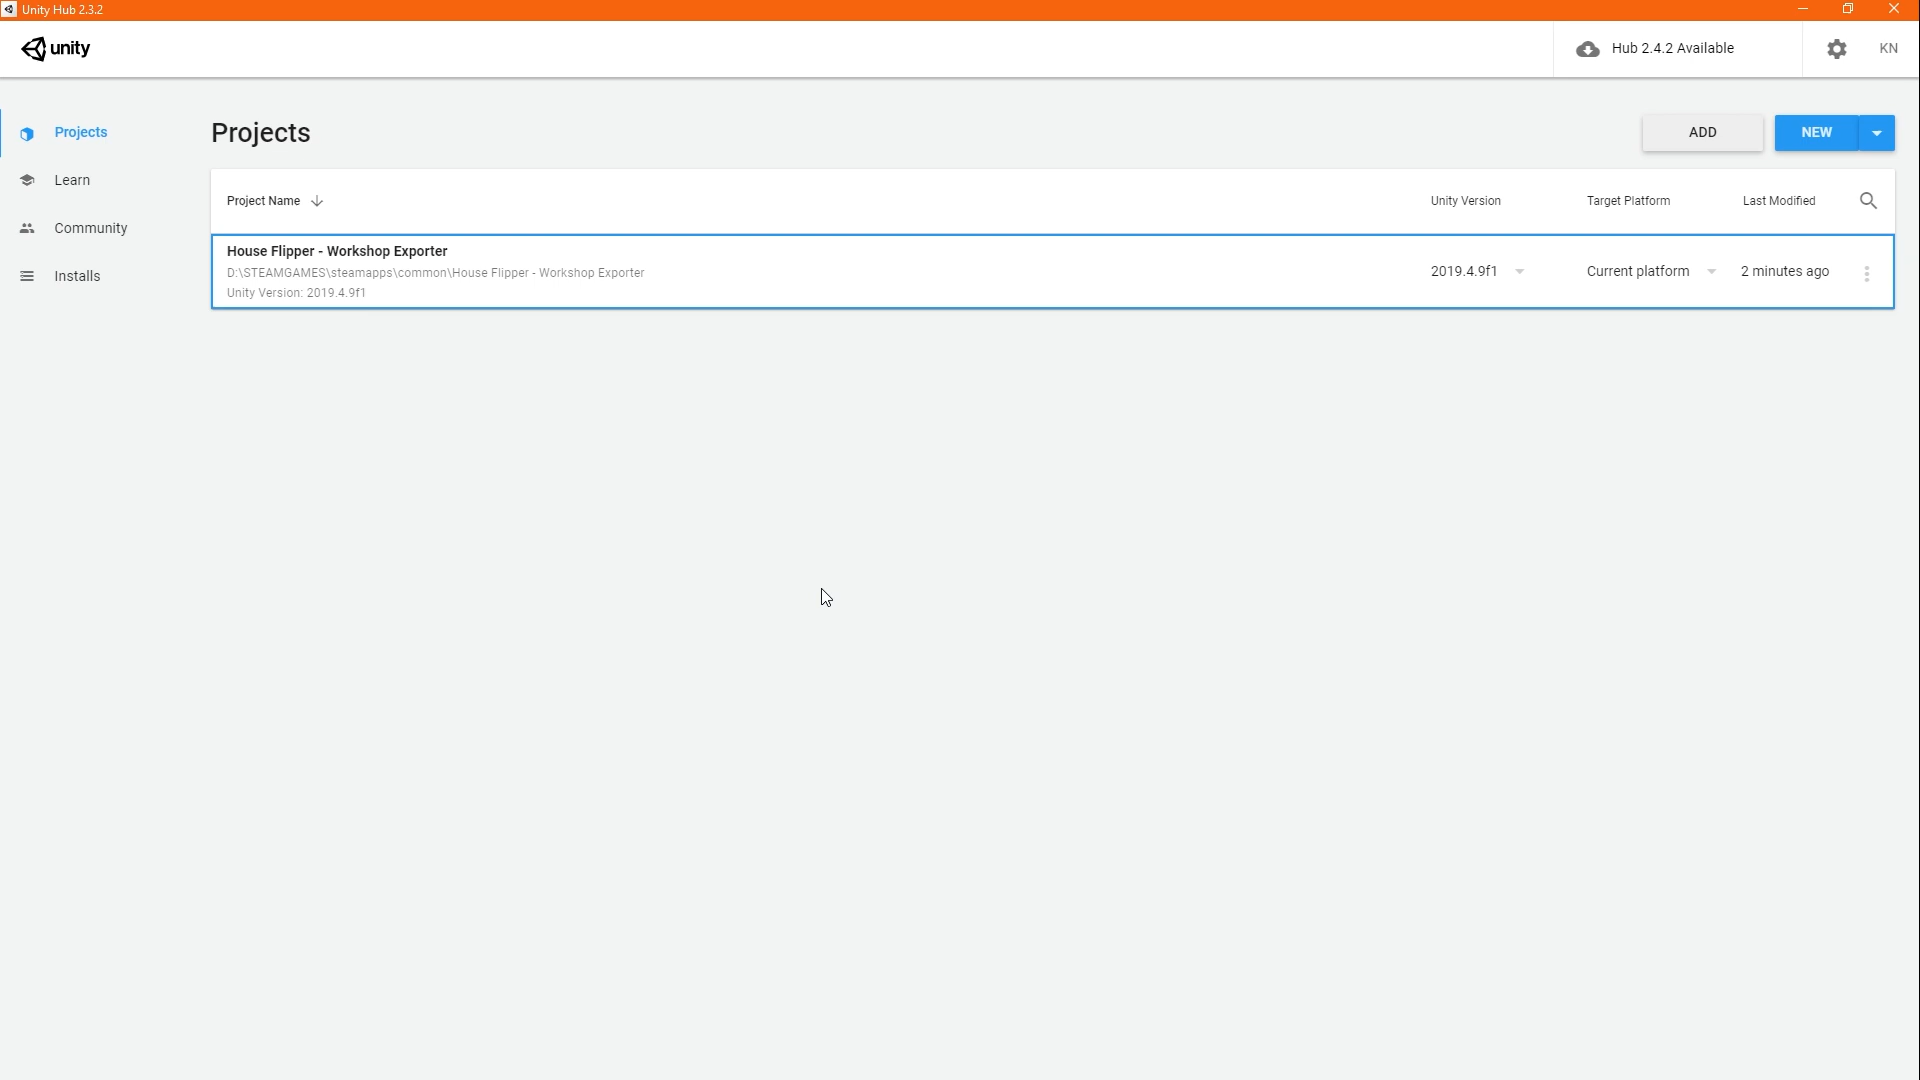 Unity Hub 2.3.2
unity
Hub 2.4.2 Available
KN
Projects
Learn
Community
Installs
Projects
ADD
NEW
Project Name
Unity Version
Target Platform
Last Modified
House Flipper - Workshop Exporter
D:\STEAMGAMES\steamapps\common\House Flipper - Workshop Exporter
Unity Version: 2019.4.9f1
2019.4.9f1
Current platform
2 minutes ago